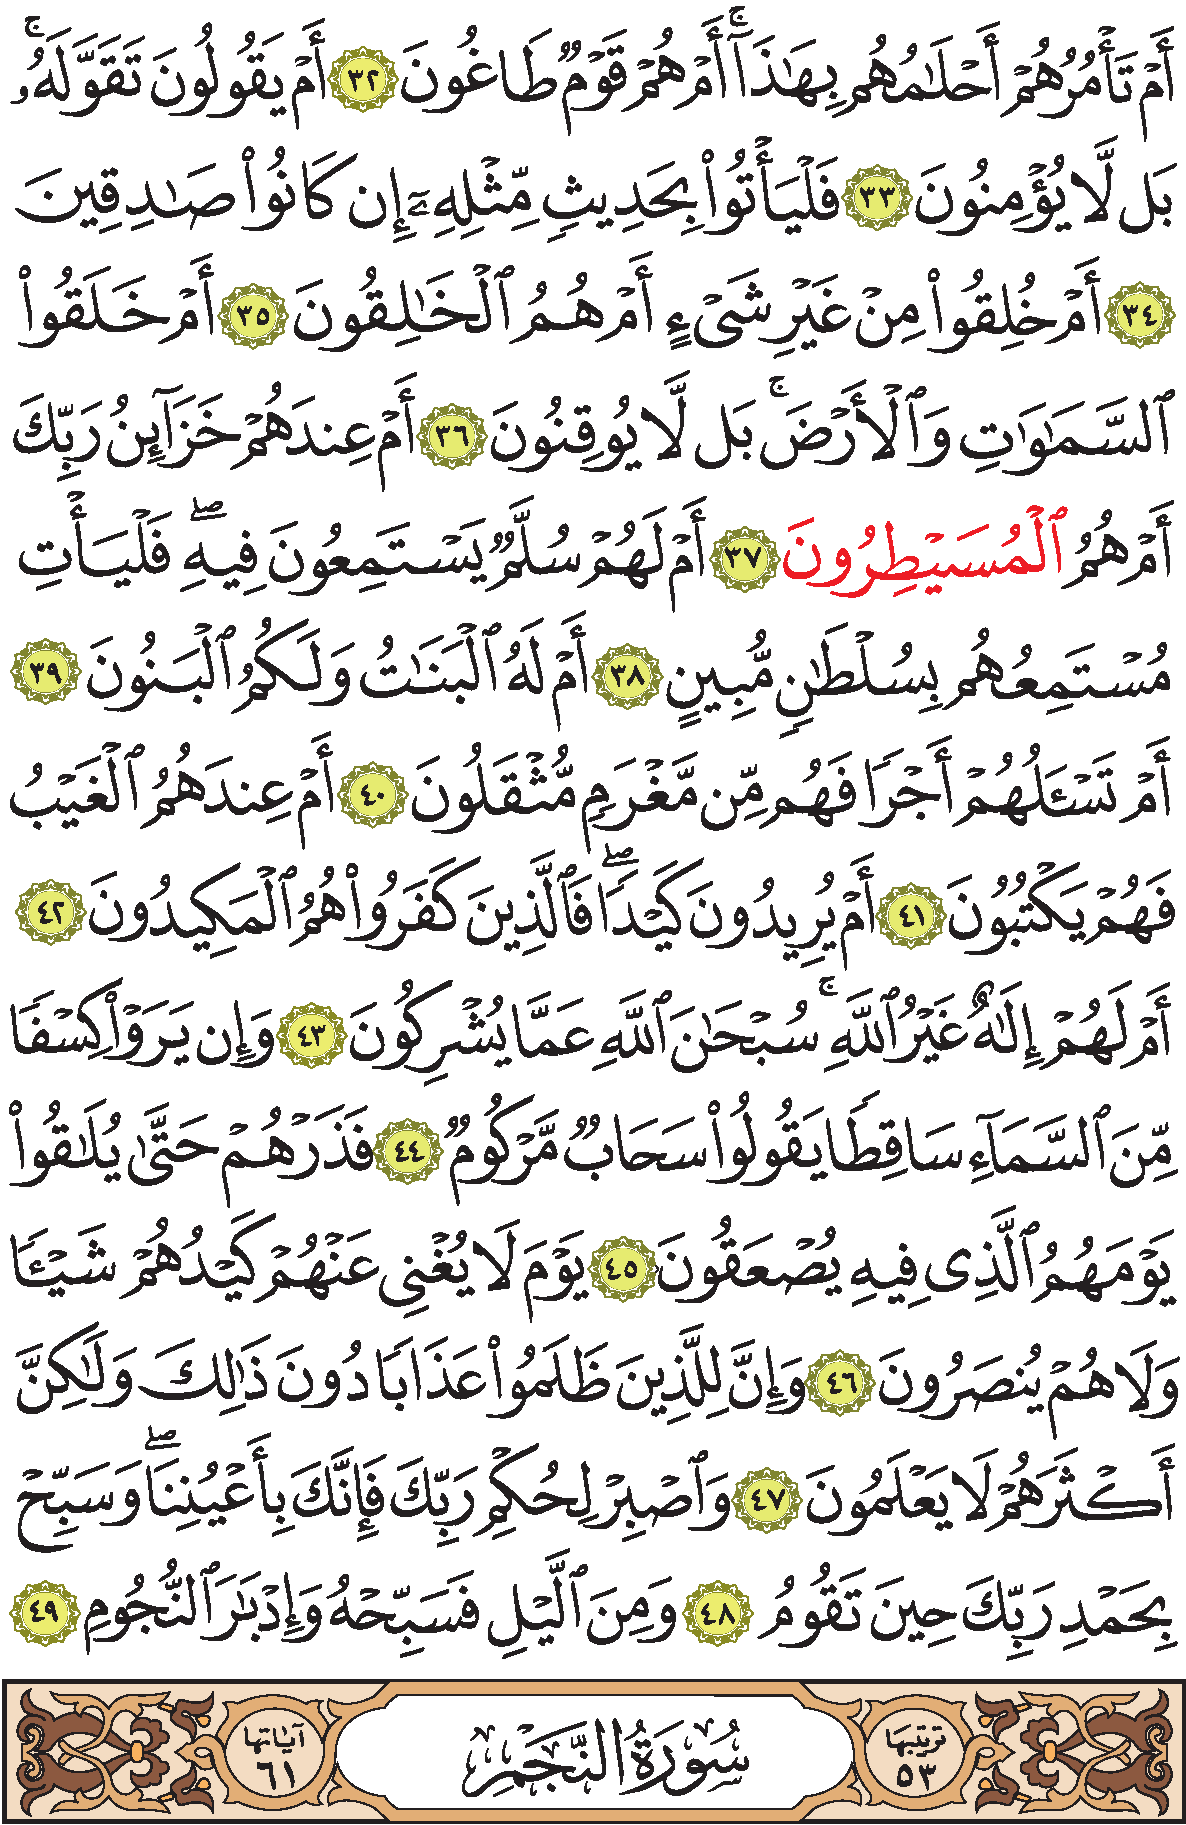 أَمۡ تَأۡمُرُهُمۡ أَحۡلَٰمُهُم بِهَٰذَآۚ أَمۡ هُمۡ قَوۡمٞ طَاغُونَ ٣٢ أَمۡ يَقُولُونَ تَقَوَّلَهُۥۚ
بَل لَّا يُؤۡمِنُونَ ٣٣ فَلۡيَأۡتُواْ بِحَدِيثٖ مِّثۡلِهِۦٓ إِن كَانُواْ صَٰدِقِينَ
٣٤ أَمۡ خُلِقُواْ مِنۡ غَيۡرِ شَيۡءٍ أَمۡ هُمُ ٱلۡخَٰلِقُونَ ٣٥ أَمۡ خَلَقُواْ
ٱلسَّمَٰوَٰتِ وَٱلۡأَرۡضَۚ بَل لَّا يُوقِنُونَ ٣٦ أَمۡ عِندَهُمۡ خَزَآئِنُ رَبِّكَ
أَمۡ هُمُ ٱلۡمُصَۜيۡطِرُونَ ٣٧ أَمۡ لَهُمۡ سُلَّمٞ يَسۡتَمِعُونَ فِيهِۖ فَلۡيَأۡتِ
مُسۡتَمِعُهُم بِسُلۡطَٰنٖ مُّبِينٍ ٣٨ أَمۡ لَهُ ٱلۡبَنَٰتُ وَلَكُمُ ٱلۡبَنُونَ ٣٩
أَمۡ تَسۡـَٔلُهُمۡ أَجۡرٗا فَهُم مِّن مَّغۡرَمٖ مُّثۡقَلُونَ ٤٠ أَمۡ عِندَهُمُ ٱلۡغَيۡبُ
فَهُمۡ يَكۡتُبُونَ ٤١ أَمۡ يُرِيدُونَ كَيۡدٗاۖ فَٱلَّذِينَ كَفَرُواْ هُمُ ٱلۡمَكِيدُونَ ٤٢
أَمۡ لَهُمۡ إِلَٰهٌ غَيۡرُ ٱللَّهِۚ سُبۡحَٰنَ ٱللَّهِ عَمَّا يُشۡرِكُونَ ٤٣ وَإِن يَرَوۡاْ كِسۡفٗا
مِّنَ ٱلسَّمَآءِ سَاقِطٗا يَقُولُواْ سَحَابٞ مَّرۡكُومٞ ٤٤ فَذَرۡهُمۡ حَتَّىٰ يُلَٰقُواْ
يَوۡمَهُمُ ٱلَّذِي فِيهِ يُصۡعَقُونَ ٤٥ يَوۡمَ لَا يُغۡنِي عَنۡهُمۡ كَيۡدُهُمۡ شَيۡـٔٗا
وَلَا هُمۡ يُنصَرُونَ ٤٦ وَإِنَّ لِلَّذِينَ ظَلَمُواْ عَذَابٗا دُونَ ذَٰلِكَ وَلَٰكِنَّ
أَكۡثَرَهُمۡ لَا يَعۡلَمُونَ ٤٧ وَٱصۡبِرۡ لِحُكۡمِ رَبِّكَ فَإِنَّكَ بِأَعۡيُنِنَاۖ وَسَبِّحۡ
بِحَمۡدِ رَبِّكَ حِينَ تَقُومُ ٤٨ وَمِنَ ٱلَّيۡلِ فَسَبِّحۡهُ وَإِدۡبَٰرَ ٱلنُّجُومِ ٤٩
ترتيبها ٥٣ سُورَةُ النَّجۡمِ آياتها ٦١